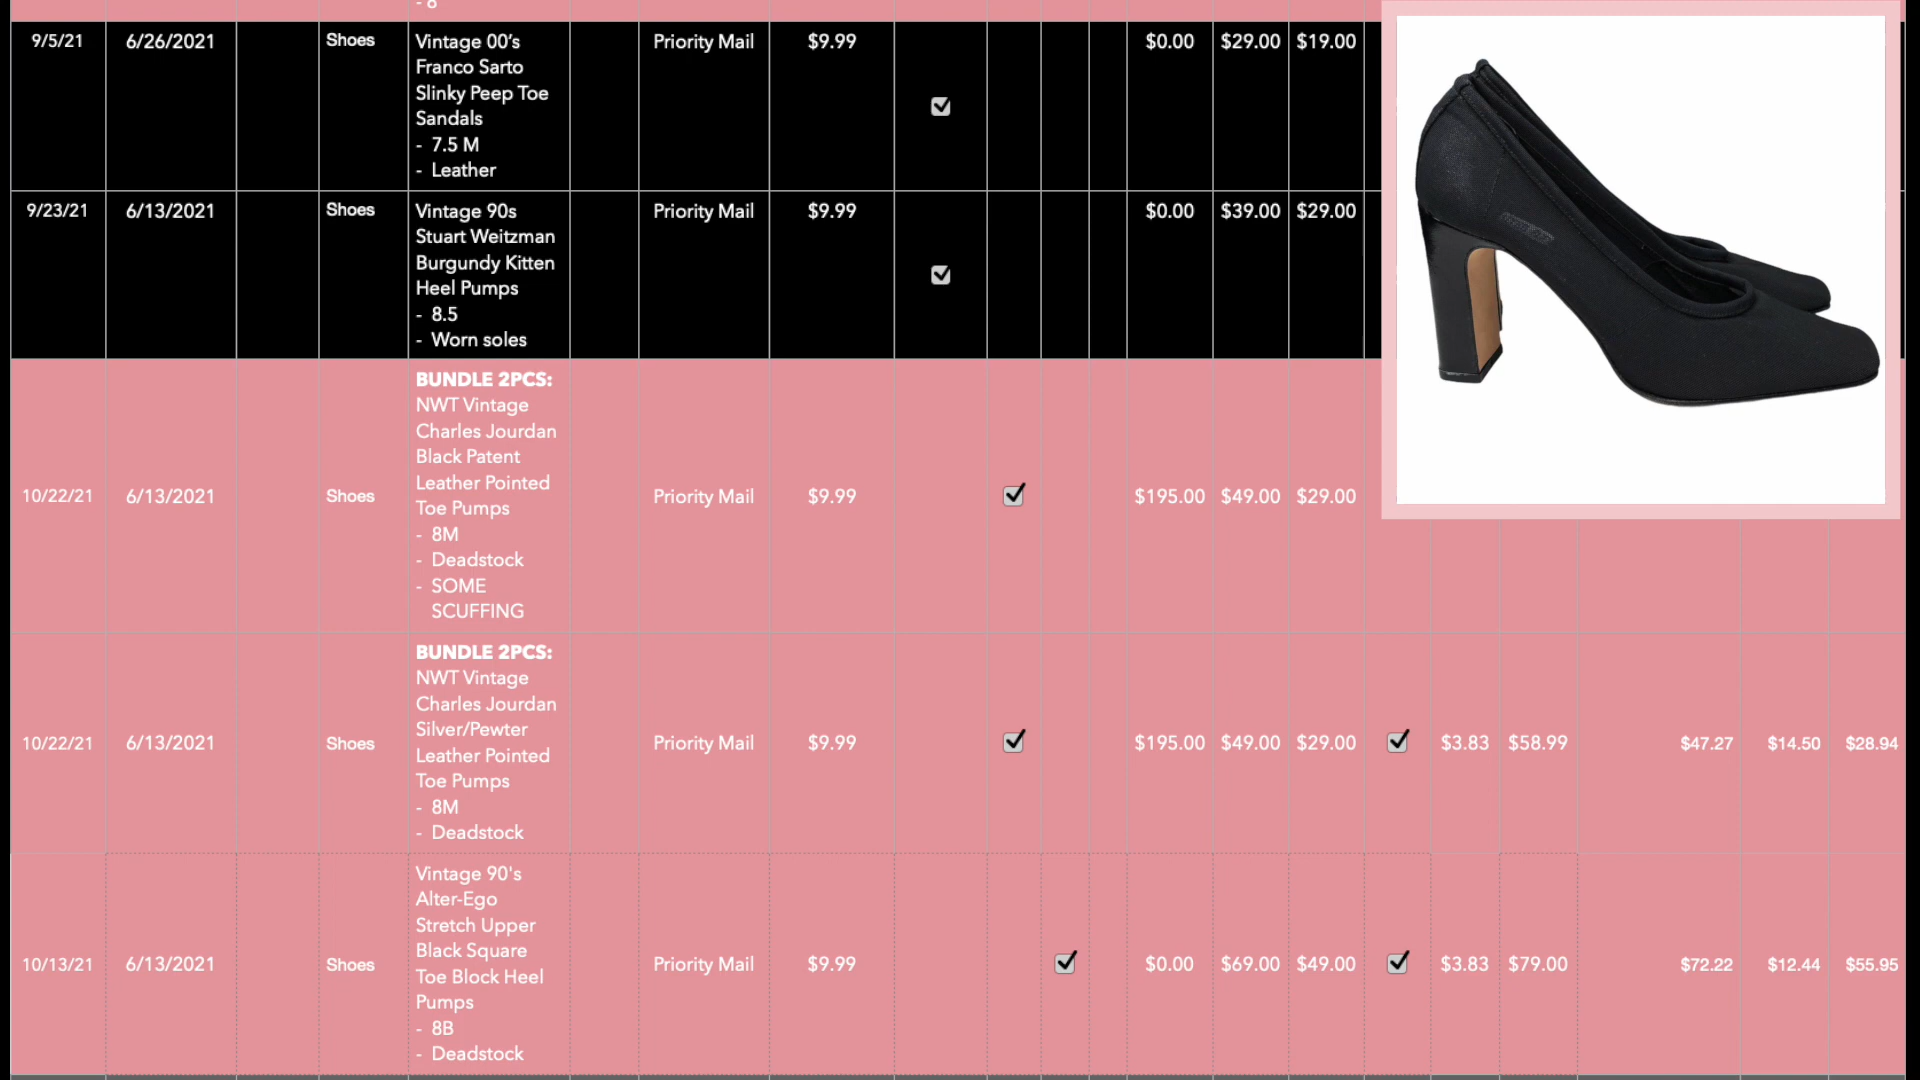 - 8
9/5/21 6/26/2021 Shoes Vintage 00’s Priority Mail $9.99 $0.00 $29.00 $19.00
Franco Sarto
Slinky Peep Toe
Sandals
- 7.5 M
- Leather
9/23/21 6/13/2021 Shoes Vintage 90s Priority Mail $9.99 $0.00 $39.00 $29.00
Stuart Weitzman
Burgundy Kitten
Heel Pumps
- 8.5
- Worn soles
BUNDLE 2PCS:
NWT Vintage
Charles Jourdan
Black Patent
Leather Pointed
10/22/21 6/13/2021 Shoes Toe Pumps Priority Mail $9.99 $195.00 $49.00 $29.00
- 8M
- Deadstock
- SOME
SCUFFING
BUNDLE 2PCS:
NWT Vintage
Charles Jourdan
Silver/Pewter
10/22/21 6/13/2021 Shoes Leather Pointed Priority Mail $9.99 $195.00 $49.00 $29.00 $3.83 $58.99 $47.27 $14.50 $28.94
Toe Pumps
- 8M
- Deadstock
Vintage 90's
Alter-Ego
Stretch Upper
Black Square
10/13/21 6/13/2021 Shoes Toe Block Heel Priority Mail $9.99 $0.00 $69.00 $49.00 $3.83 $79.00 $72.22 $12.44 $55.95
Pumps
- 8B
- Deadstock